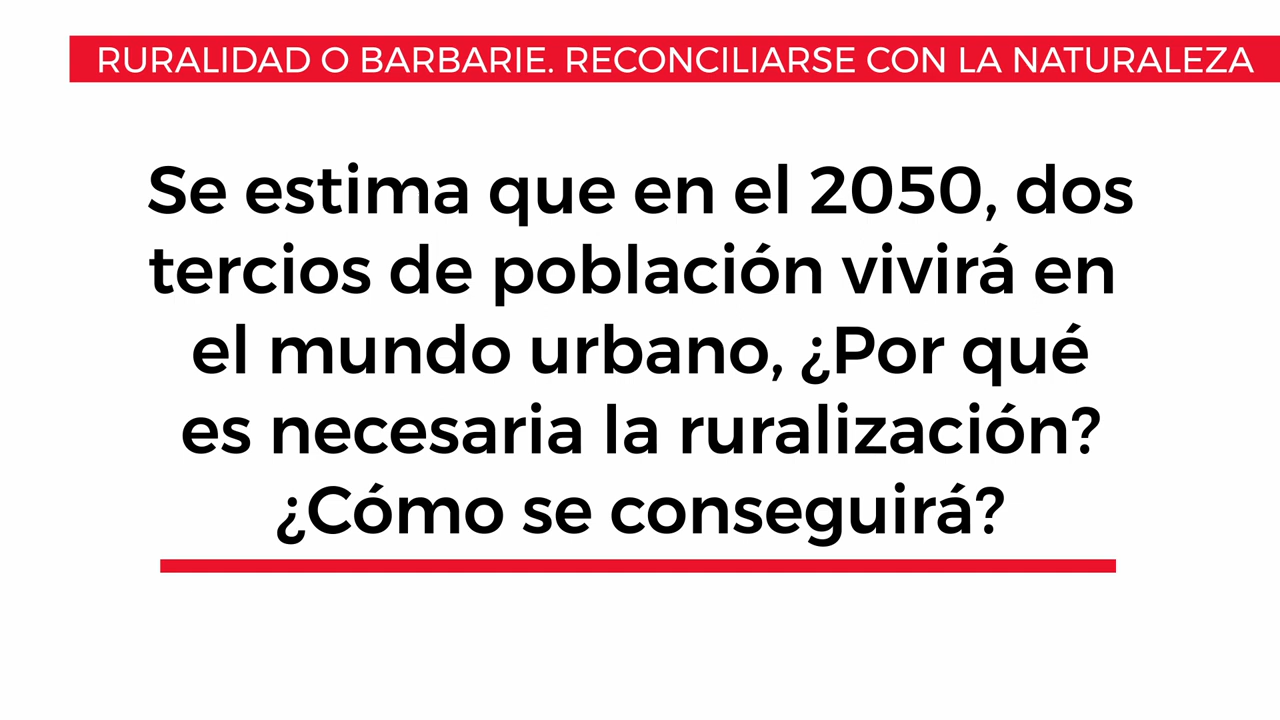 RURALIDAD O BARBARIE. RECONCILIARSE CON LA NATURALEZA
Se estima que en el 2050, dos
tercios de población vivirá en
el mundo urbano, ¿Por qué
es necesaria la ruralización?
¿Cómo se conseguirá?